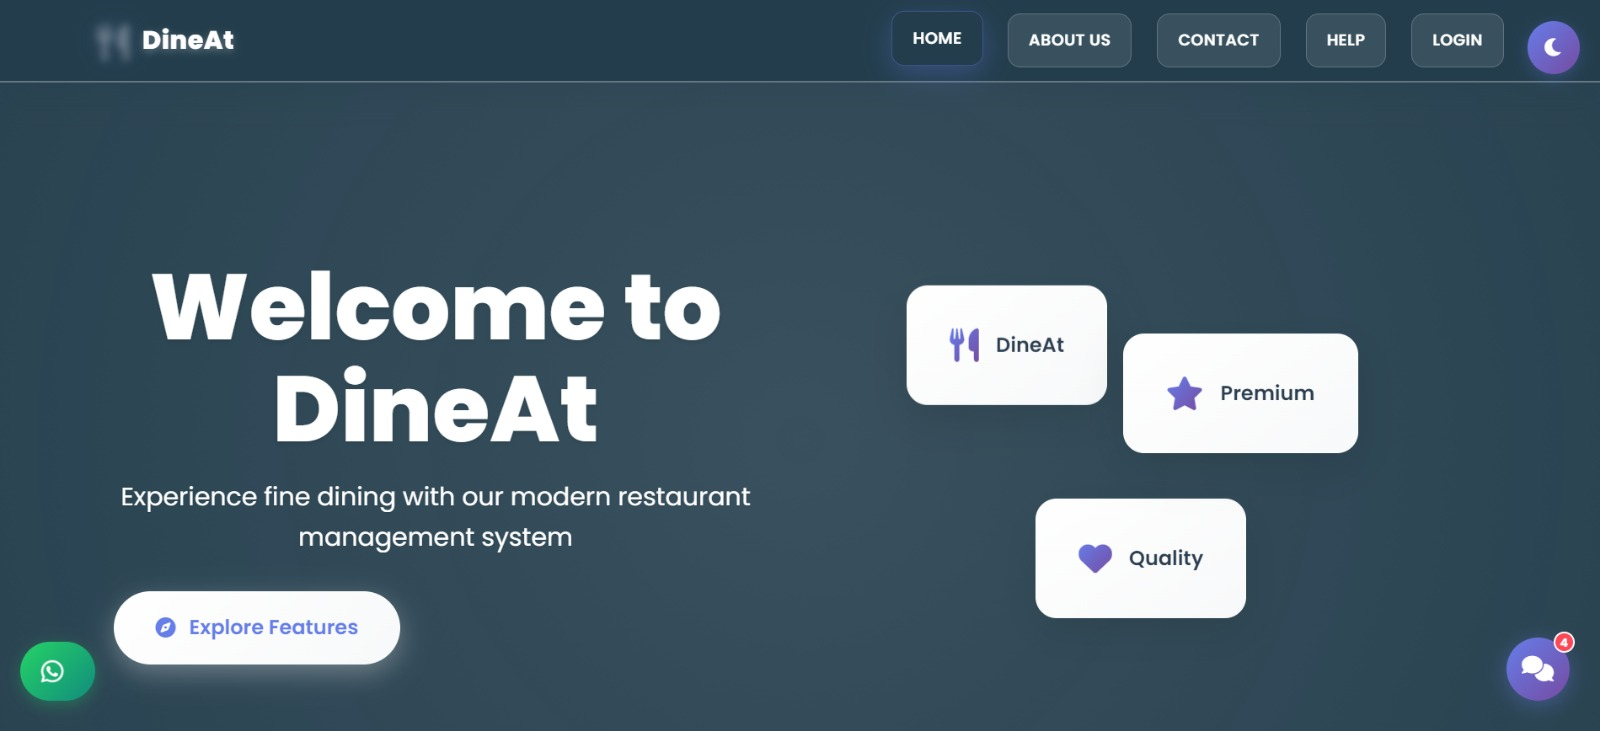 DineAt
HOME
ABOUT US
CONTACT
HELP
LOGIN
Welcome to
DineAt
Experience fine dining with our modern restaurant
management system
Explore Features
DineAt
Premium
Quality
4